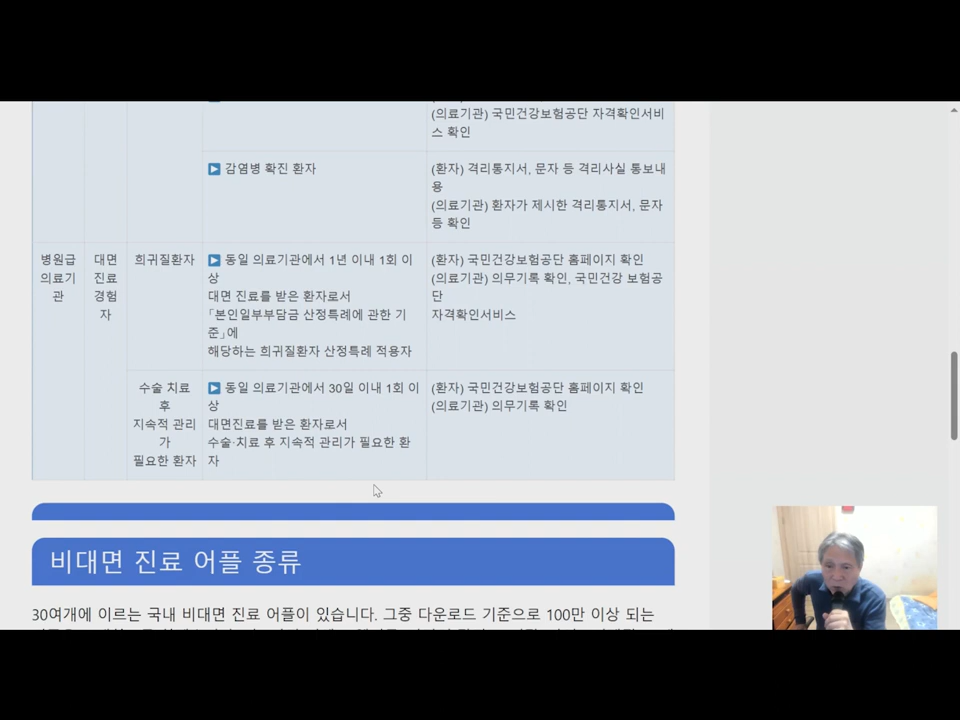 (의료기관) 국민건강보험공단 자격확인서비
스 확인
▶ 감염병 확진 환자
(환자) 격리통지서, 문자 등 격리사실 통보내
용
(의료기관) 환자가 제시한 격리통지서, 문자
등 확인
병원급
의료기
관
대면
진료
경험
자
희귀질환자
▶ 동일 의료기관에서 1년 이내 1회 이
상
대면 진료를 받은 환자로서
「본인일부부담금 산정특례에 관한 기
준」에
해당하는 희귀질환자 산정특례 적용자
(환자) 국민건강보험공단 홈페이지 확인
(의료기관) 의무기록 확인, 국민건강 보험공
단
자격확인서비스
수술 치료
후
지속적 관리
가
필요한 환자
▶ 동일 의료기관에서 30일 이내 1회 이
상
대면진료를 받은 환자로서
수술·치료 후 지속적 관리가 필요한 환
자
(환자) 국민건강보험공단 홈페이지 확인
(의료기관) 의무기록 확인
비대면 진료 어플 종류
30여개에 이르는 국내 비대면 진료 어플이 있습니다. 그중 다운로드 기준으로 100만 이상 되는